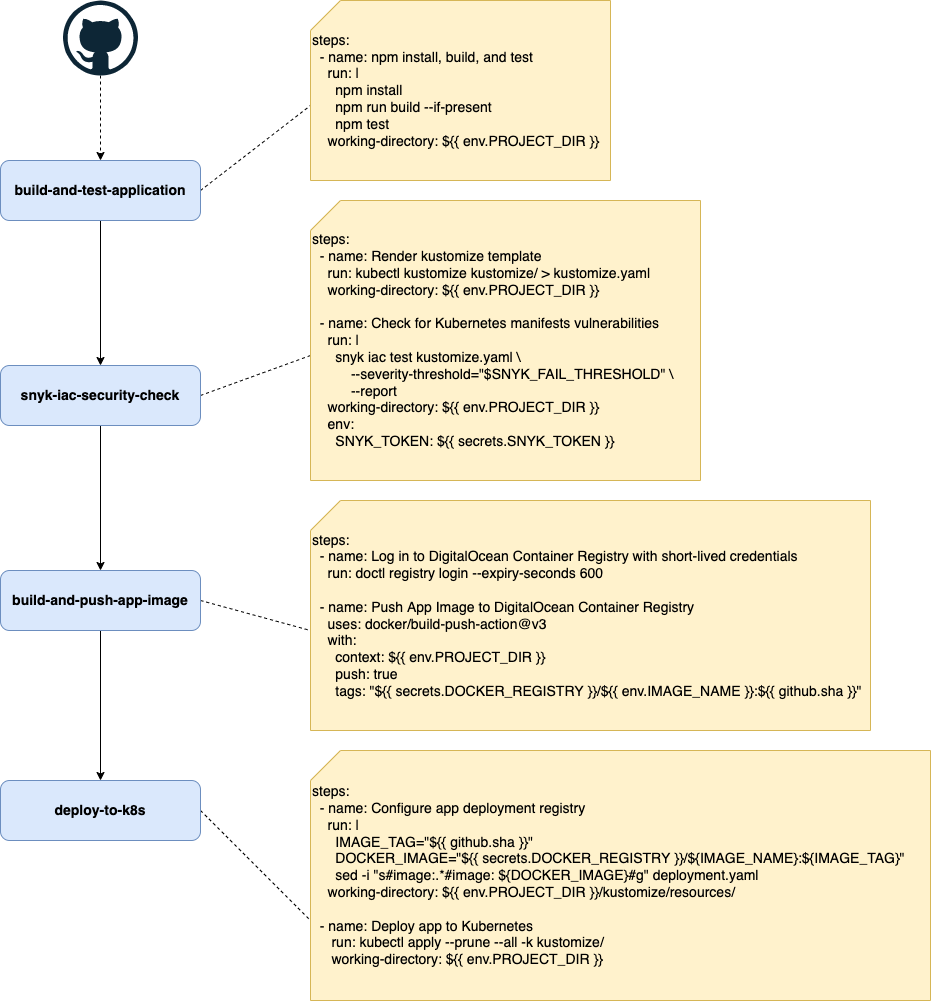 steps:
- name: npm install, build, and test
run: |
npm install
npm run build --if-present
npm test
working-directory: ${{ env.PROJECT_DIR }}
build-and-test-application
steps:
- name: Render kustomize template
run: kubectl kustomize kustomize/ > kustomize.yaml
working-directory: ${{ env.PROJECT_DIR }}
- name: Check for Kubernetes manifests vulnerabilities
run: |
snyk iac test kustomize.yaml \
--severity-threshold="$SNYK_FAIL_THRESHOLD" \
--report
working-directory: ${{ env.PROJECT_DIR }}
env:
SNYK_TOKEN: ${{ secrets.SNYK_TOKEN }}
snyk-iac-security-check
steps:
- name: Log in to DigitalOcean Container Registry with short-lived credentials
run: doctl registry login --expiry-seconds 600
- name: Push App Image to DigitalOcean Container Registry
uses: docker/build-push-action@v3
with:
context: ${{ env.PROJECT_DIR }}
push: true
tags: "${{ secrets.DOCKER_REGISTRY }}/${{ env.IMAGE_NAME }}:${{ github.sha }}"
build-and-push-app-image
steps:
- name: Configure app deployment registry
run: |
IMAGE_TAG="${{ github.sha }}"
DOCKER_IMAGE="${{ secrets.DOCKER_REGISTRY }}/${IMAGE_NAME}:${IMAGE_TAG}"
sed -i "s#image:.*#image: ${DOCKER_IMAGE}#g" deployment.yaml
working-directory: ${{ env.PROJECT_DIR }}/kustomize/resources/
- name: Deploy app to Kubernetes
run: kubectl apply --prune --all -k kustomize/
working-directory: ${{ env.PROJECT_DIR }}
deploy-to-k8s